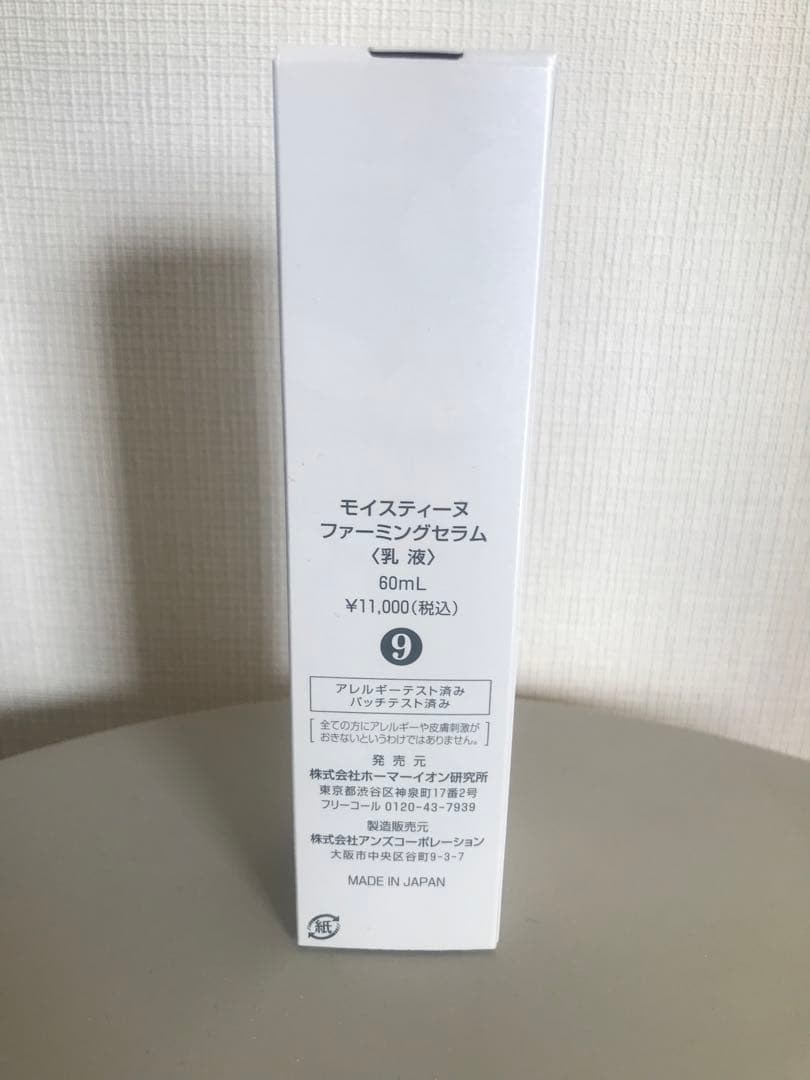 モイスティーヌ
ファーミングセラム
〈乳 液〉
60mL
¥11,000(税込)
9
アレルギーテスト済み
パッチテスト済み
[全ての方にアレルギーや皮膚刺激が
おきないというわけではありません。]
発 売 元
株式会社ホーマーイオン研究所
東京都渋谷区神泉町17番2号
フリーコール 0120-43-7939
製造販売元
株式会社アンズコーポレーション
大阪市中央区谷町9-3-7
MADE IN JAPAN
紙